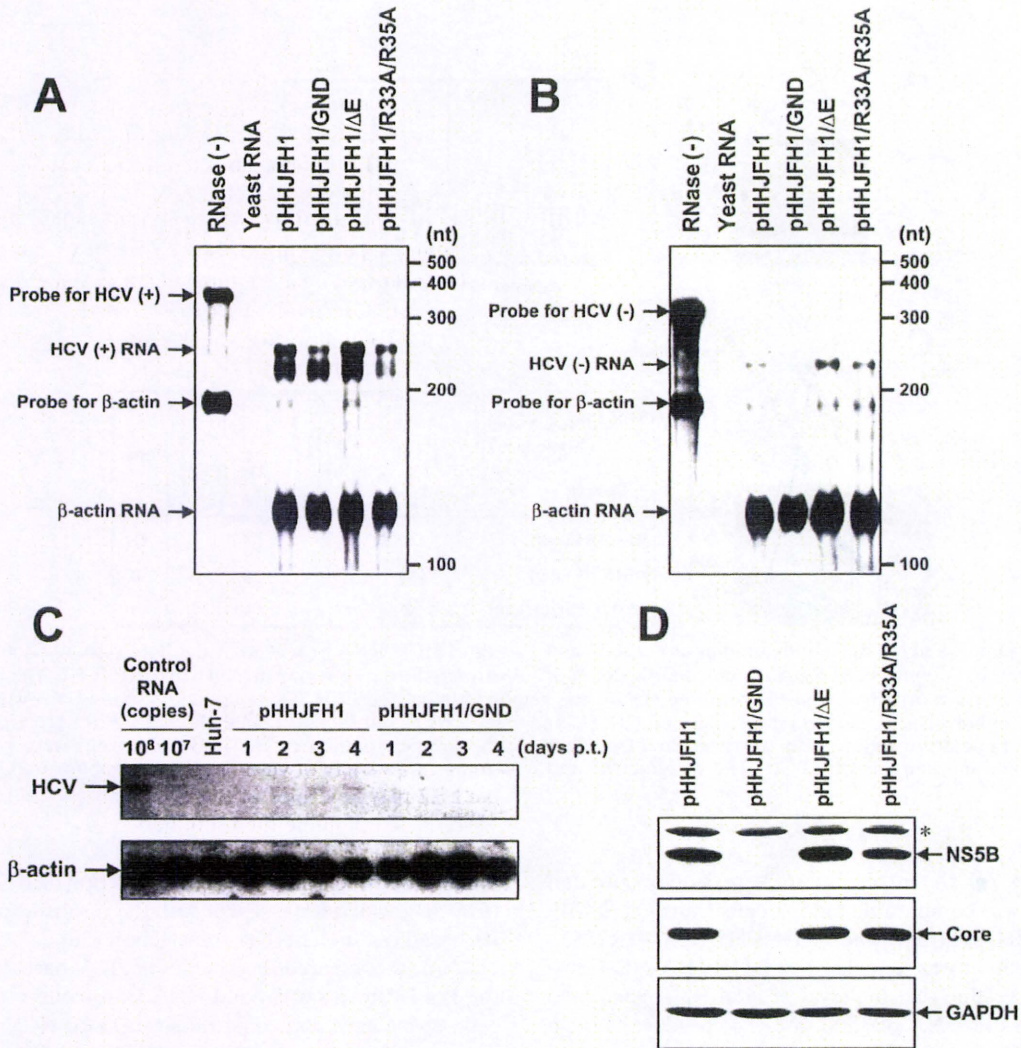 A
RNase (-)
Yeast RNA
pHHJFH1
pHHJFH1/GND
pHHJFH1/ΔE
pHHJFH1/R33A/R35A
(nt)
500
400
300
200
100
Probe for HCV (+)
HCV (+) RNA
Probe for β-actin
β-actin RNA
B
RNase (-)
Yeast RNA
pHHJFH1
pHHJFH1/GND
pHHJFH1/ΔE
pHHJFH1/R33A/R35A
(nt)
500
400
300
200
100
Probe for HCV (-)
HCV (-) RNA
Probe for β-actin
β-actin RNA
C
Control
RNA
(copies)
10⁸ 10⁷
Huh-7
pHHJFH1
pHHJFH1/GND
1 2 3 4 1 2 3 4 (days p.t.)
HCV
β-actin
D
pHHJFH1
pHHJFH1/GND
pHHJFH1/ΔE
pHHJFH1/R33A/R35A
*
NS5B
Core
GAPDH